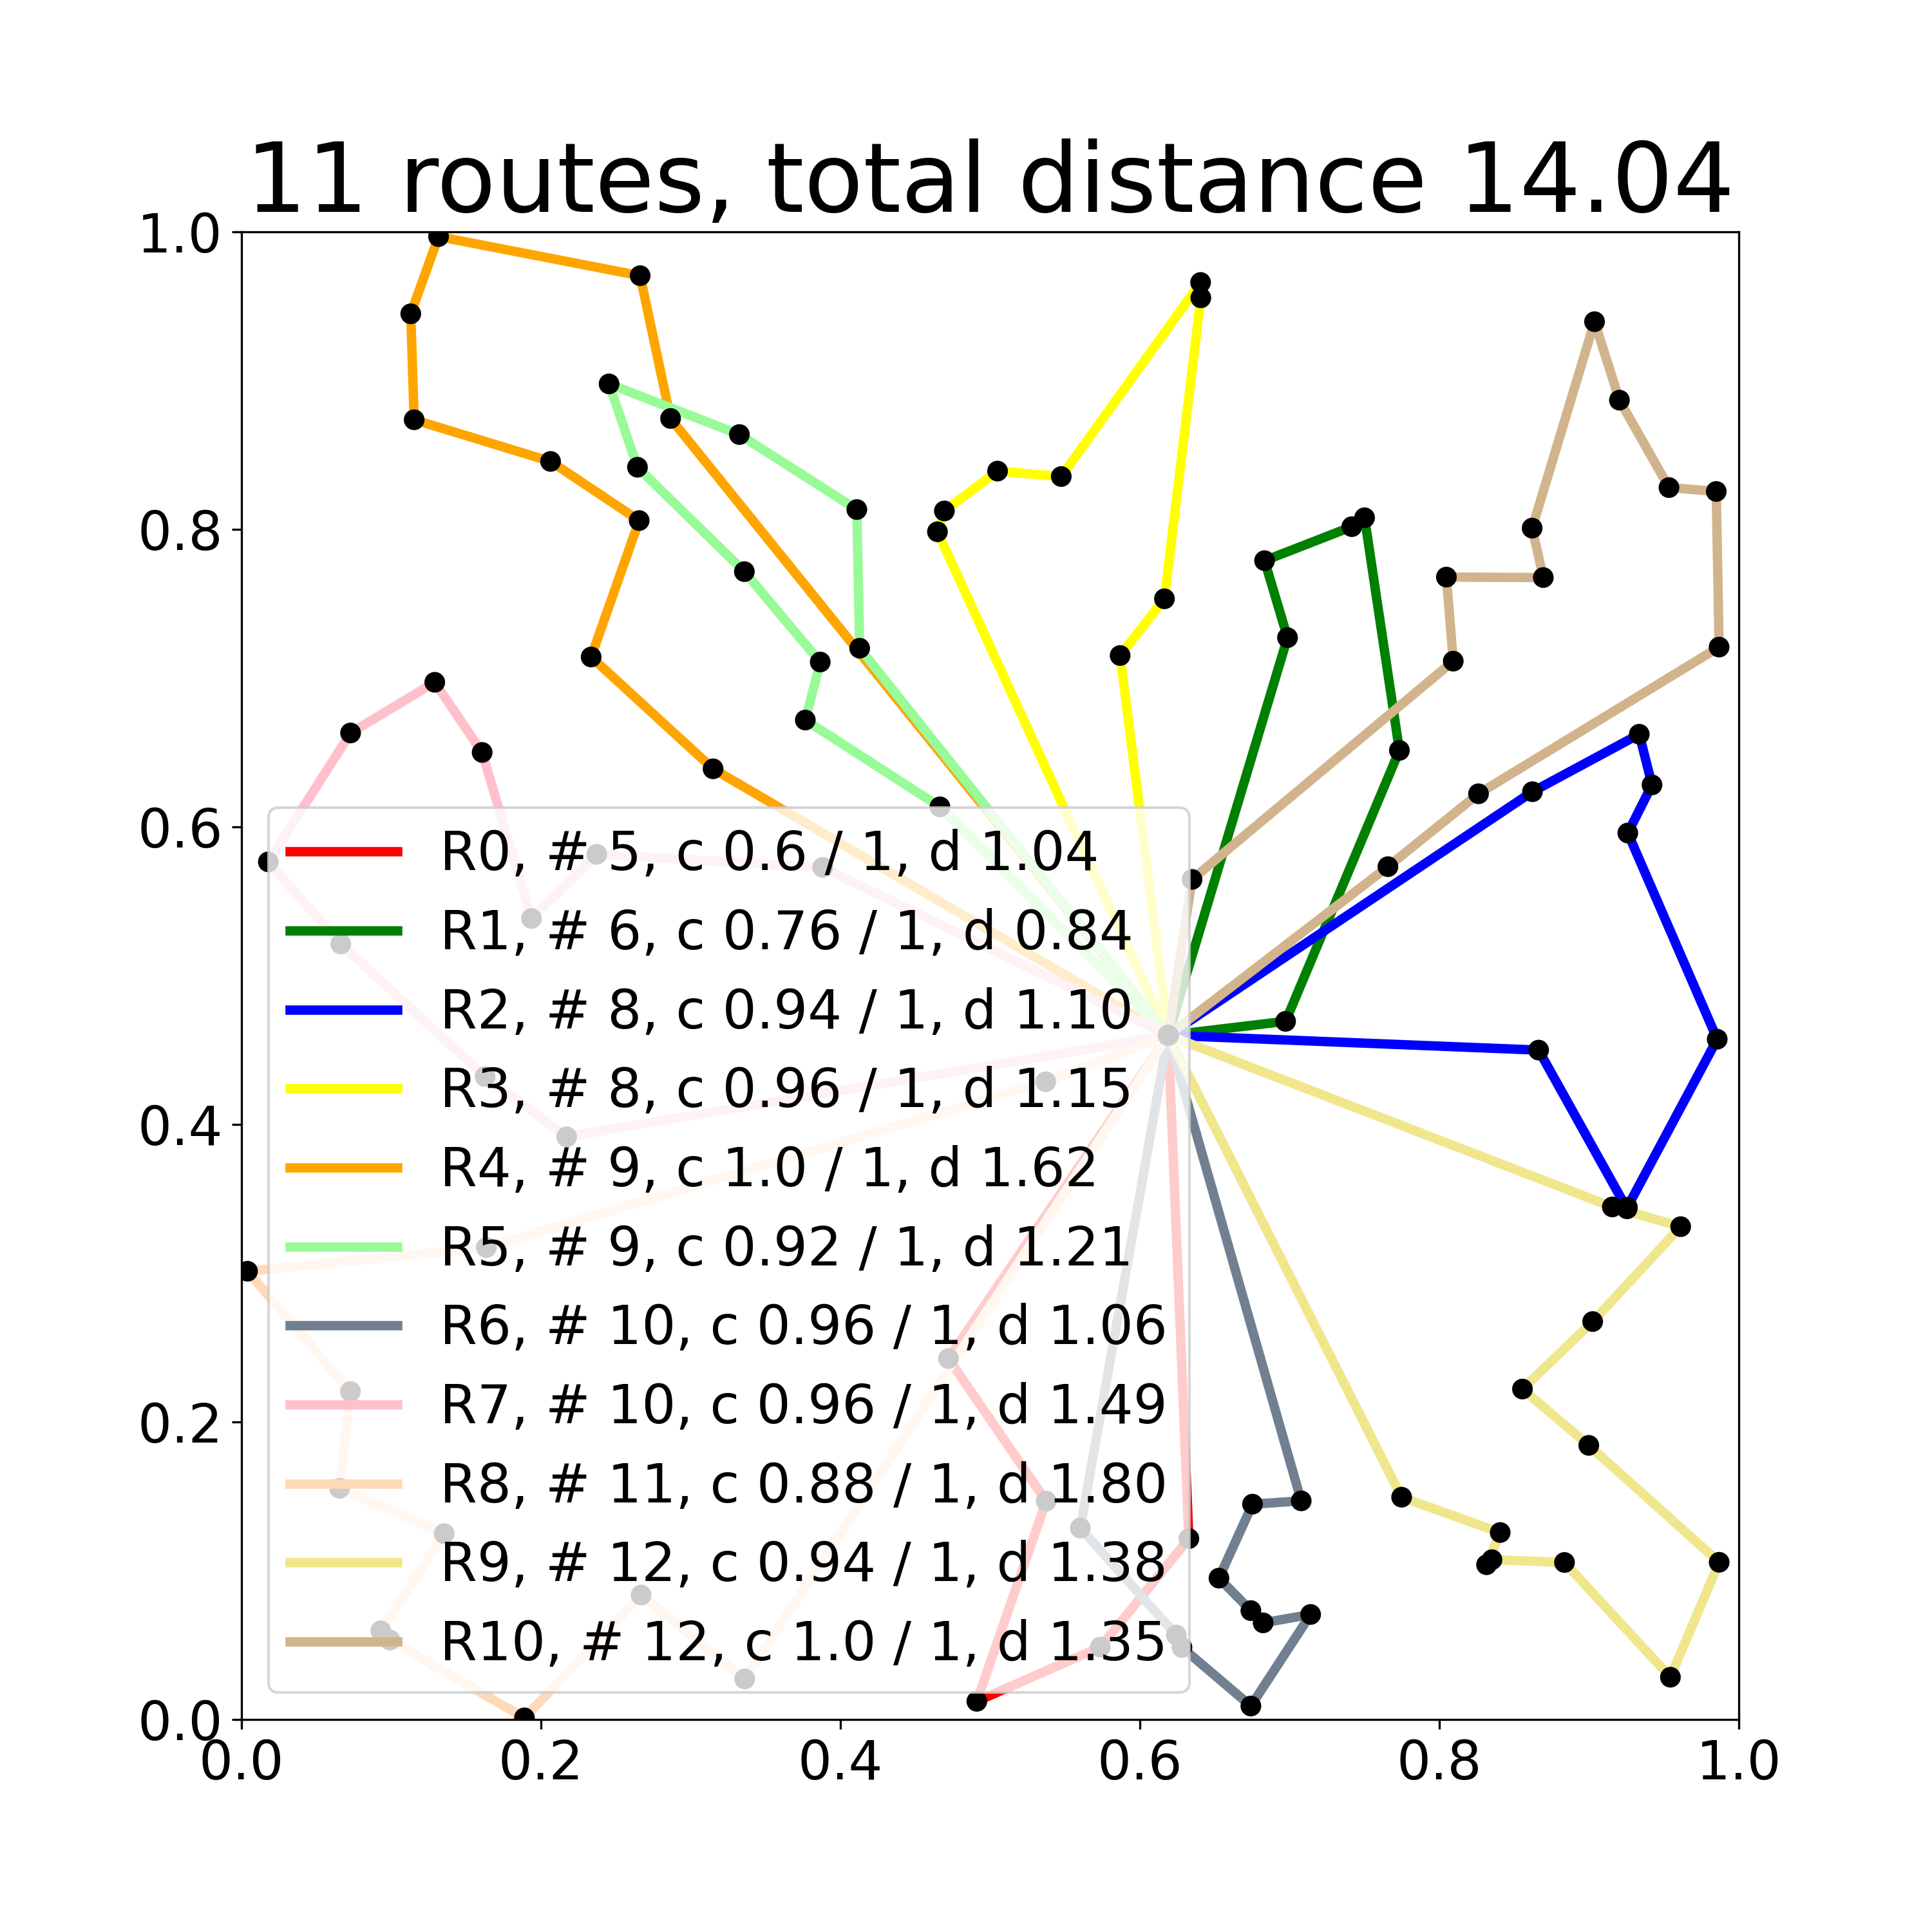 11 routes, total distance 14.04
1.0
0.8
0.6
0.4
0.2
0.0
R0, # 5, c 0.6 / 1, d 1.04
R1, # 6, c 0.76 / 1, d 0.84
R2, # 8, c 0.94 / 1, d 1.10
R3, # 8, c 0.96 / 1, d 1.15
R4, # 9, c 1.0 / 1, d 1.62
R5, # 9, c 0.92 / 1, d 1.21
R6, # 10, c 0.96 / 1, d 1.06
R7, # 10, c 0.96 / 1, d 1.49
R8, # 11, c 0.88 / 1, d 1.80
R9, # 12, c 0.94 / 1, d 1.38
R10, # 12, c 1.0 / 1, d 1.35
0.0 0.2 0.4 0.6 0.8 1.0